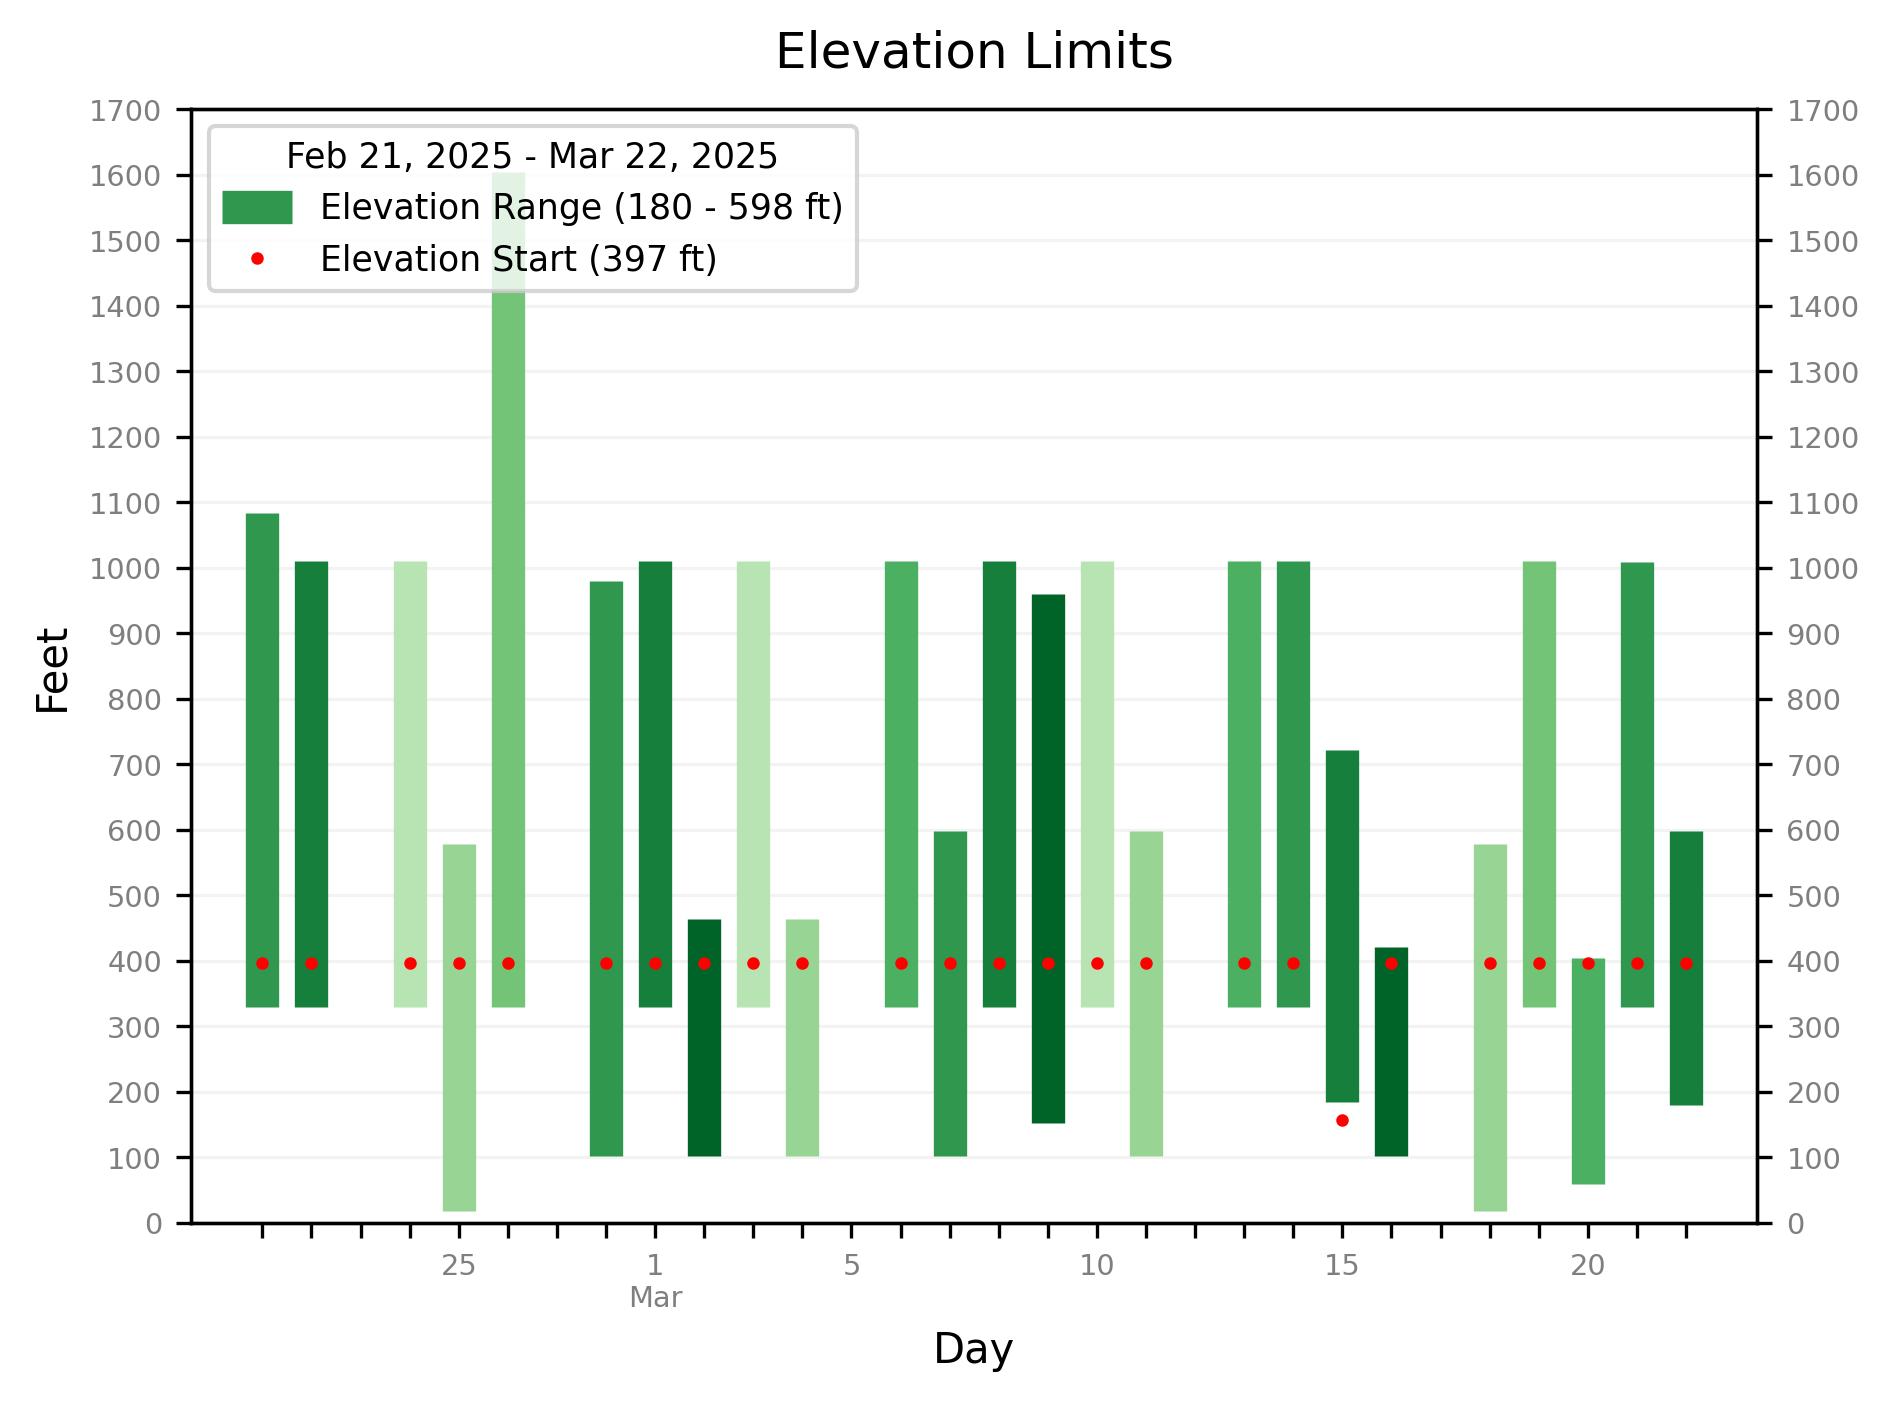 Elevation Limits
Feb 21, 2025 - Mar 22, 2025
Elevation Range (180 - 598 ft)
Elevation Start (397 ft)
1700 1700
1600 1600
1500 1500
1400 1400
1300 1300
1200 1200
1100 1100
1000 1000
900 900
800 800
700 700
600 600
500 500
400 400
300 300
200 200
100 100
0 0
Feet
25 1 5 10 15 20
Mar
Day